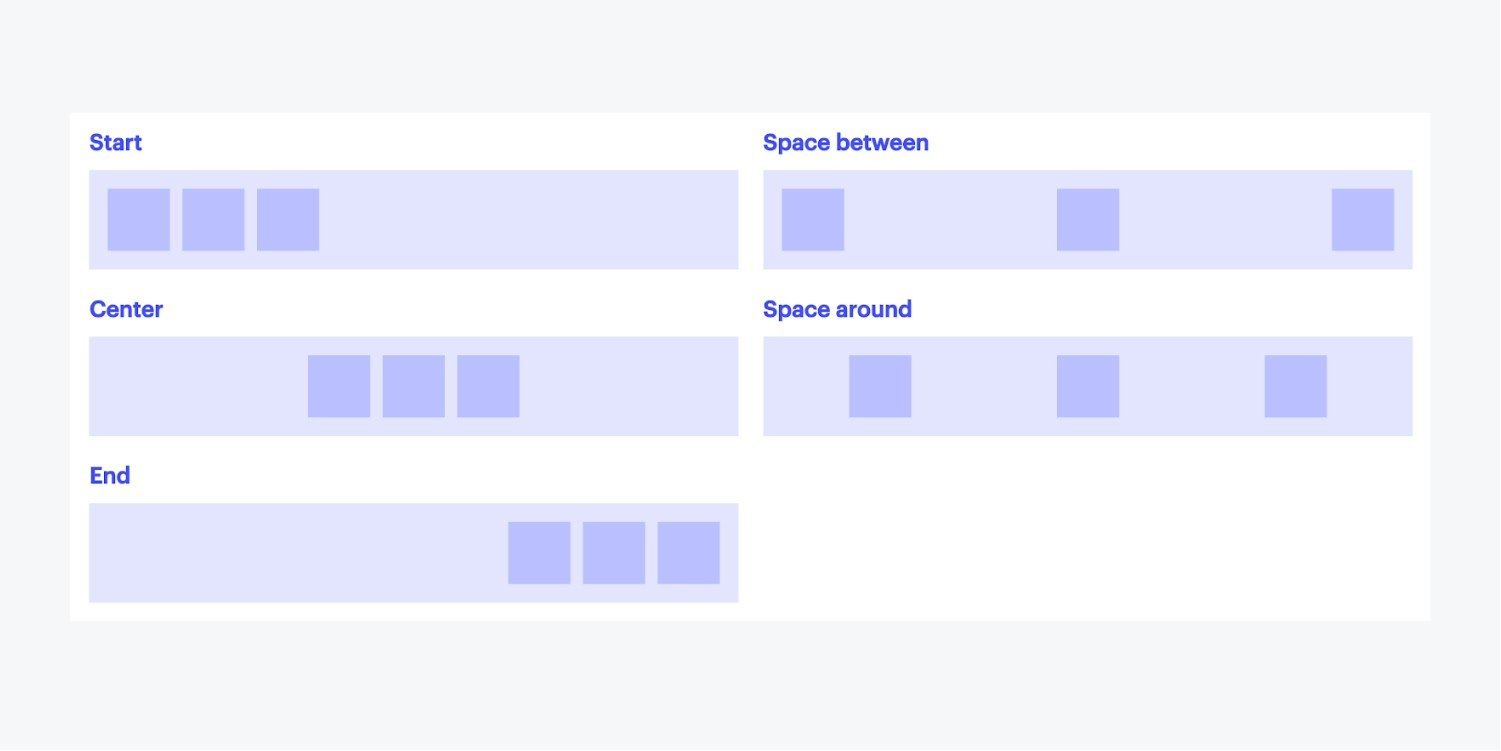 Start
Space between
Center
Space around
End